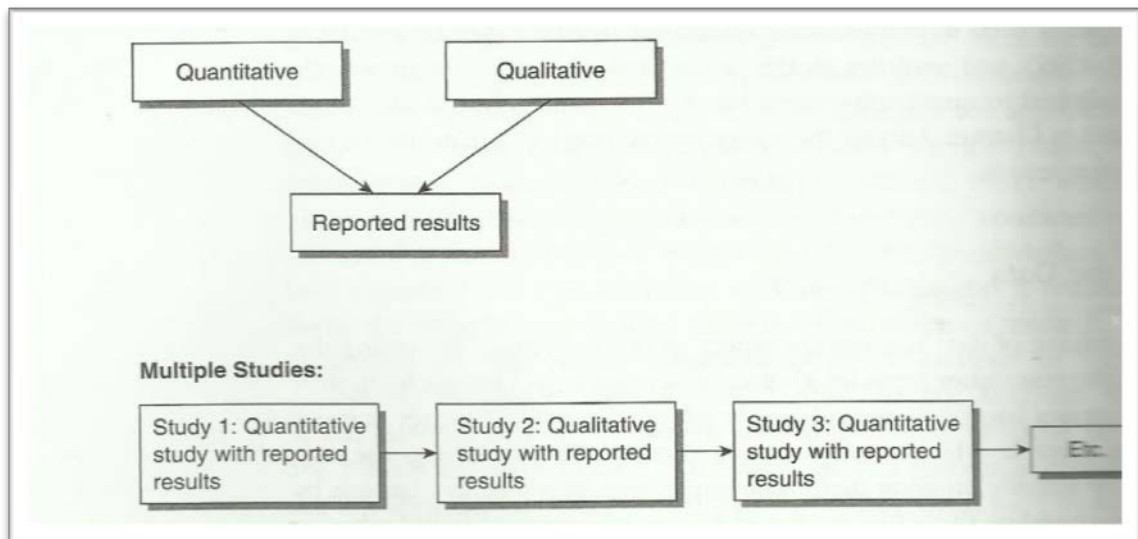 Quantitative
Qualitative
Reported results
Multiple Studies:
Study 1: Quantitative
study with reported
results
Study 2: Qualitative
study with reported
results
Study 3: Quantitative
study with reported
results
Etc.